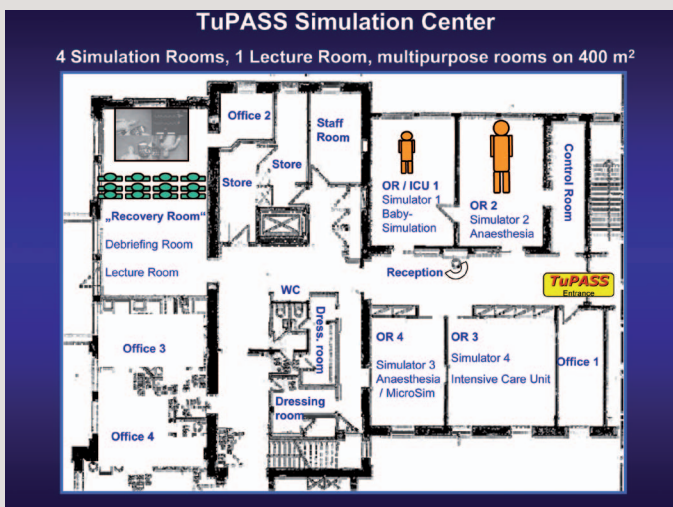 TuPASS Simulation Center
4 Simulation Rooms, 1 Lecture Room, multipurpose rooms on 400 m²
Office 2
Staff
Room
Store
Store
„Recovery Room“
Debriefing Room
Lecture Room
OR / ICU 1
Simulator 1
Baby-
Simulation
OR 2
Simulator 2
Anaesthesia
Control Room
Reception
TuPASS
Entrance
WC
Dress. room
Dressing
room
Office 3
Office 4
OR 4
Simulator 3
Anaesthesia
/ MicroSim
OR 3
Simulator 4
Intensive Care Unit
Office 1